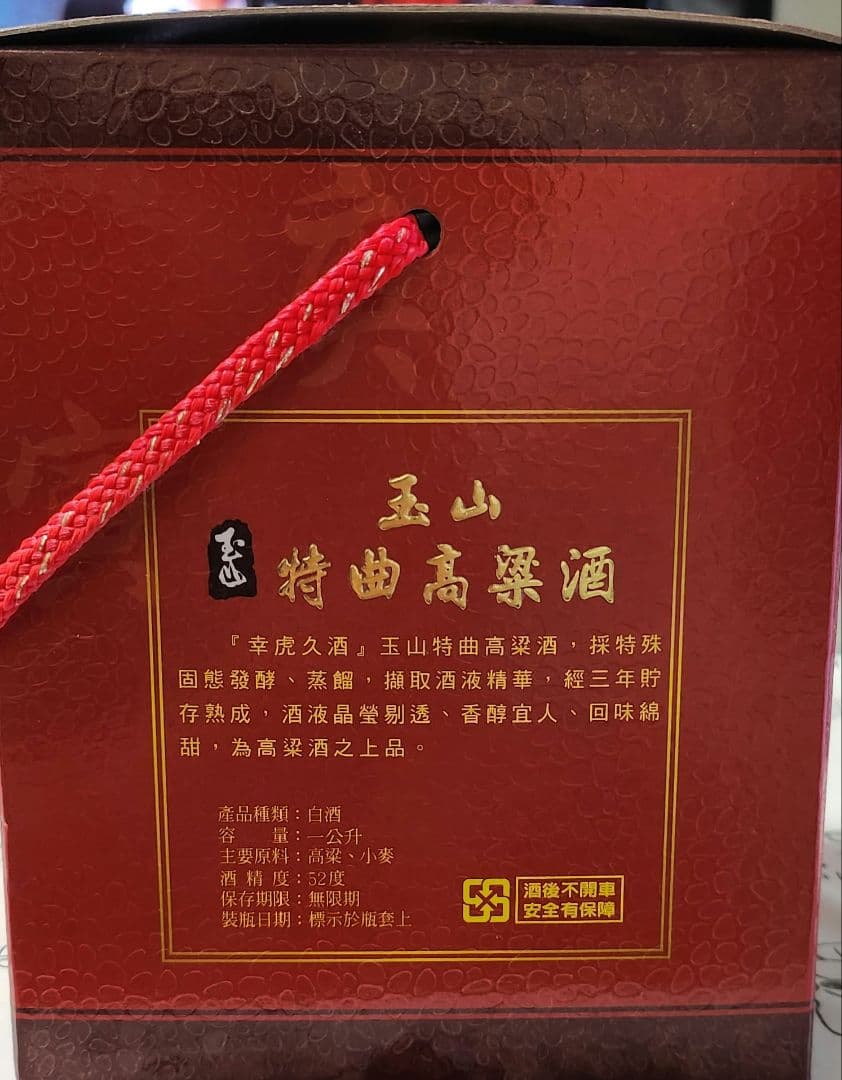 玉山
玉山
特曲高粱酒
『幸虎久酒』玉山特曲高粱酒，採特殊
固態發酵、蒸餾，擷取酒液精華，經三年貯
存熟成，酒液晶瑩剔透、香醇宜人、回味綿
甜，為高粱酒之上品。
產品種類：白酒
容量：一公升
主要原料：高粱、小麥
酒精度：52度
保存期限：無限期
裝瓶日期：標示於瓶套上
酒後不開車
安全有保障